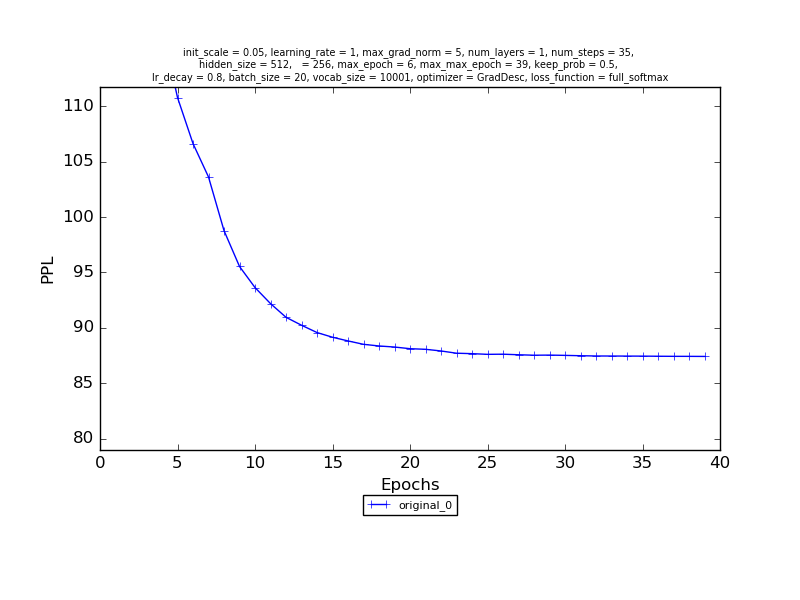 init_scale = 0.05, learning_rate = 1, max_grad_norm = 5, num_layers = 1, num_steps = 35,
hidden_size = 512,   = 256, max_epoch = 6, max_max_epoch = 39, keep_prob = 0.5,
lr_decay = 0.8, batch_size = 20, vocab_size = 10001, optimizer = GradDesc, loss_function = full_softmax
110
105
100
95
90
85
80
PPL
0 5 10 15 20 25 30 35 40
Epochs
original_0